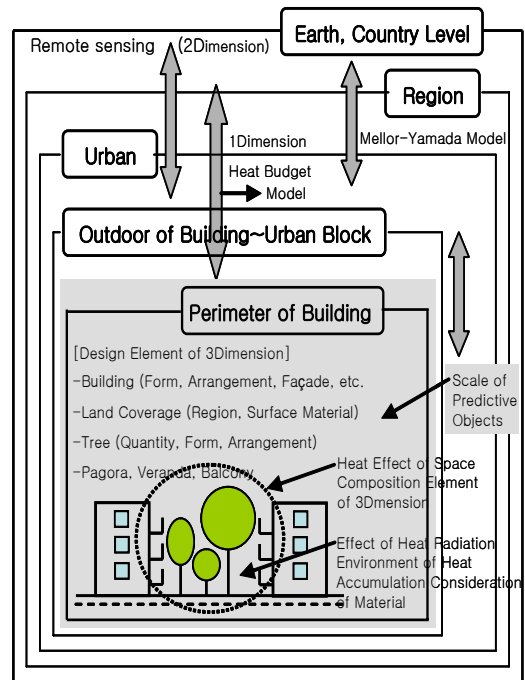 Earth, Country Level
Remote sensing (2Dimension)
Region
1Dimension
Mellor-Yamada Model
Urban
Heat Budget
Model
Outdoor of Building~Urban Block
Perimeter of Building
[Design Element of 3Dimension]
-Building (Form, Arrangement, Façade, etc.
-Land Coverage (Region, Surface Material)
-Tree (Quantity, Form, Arrangement)
-Pagora, Veranda, Balcony
Scale of
Predictive
Objects
Heat Effect of Space
Composition Element
of 3Dmension
Effect of Heat Radiation
Environment of Heat
Accumulation Consideration
of Material